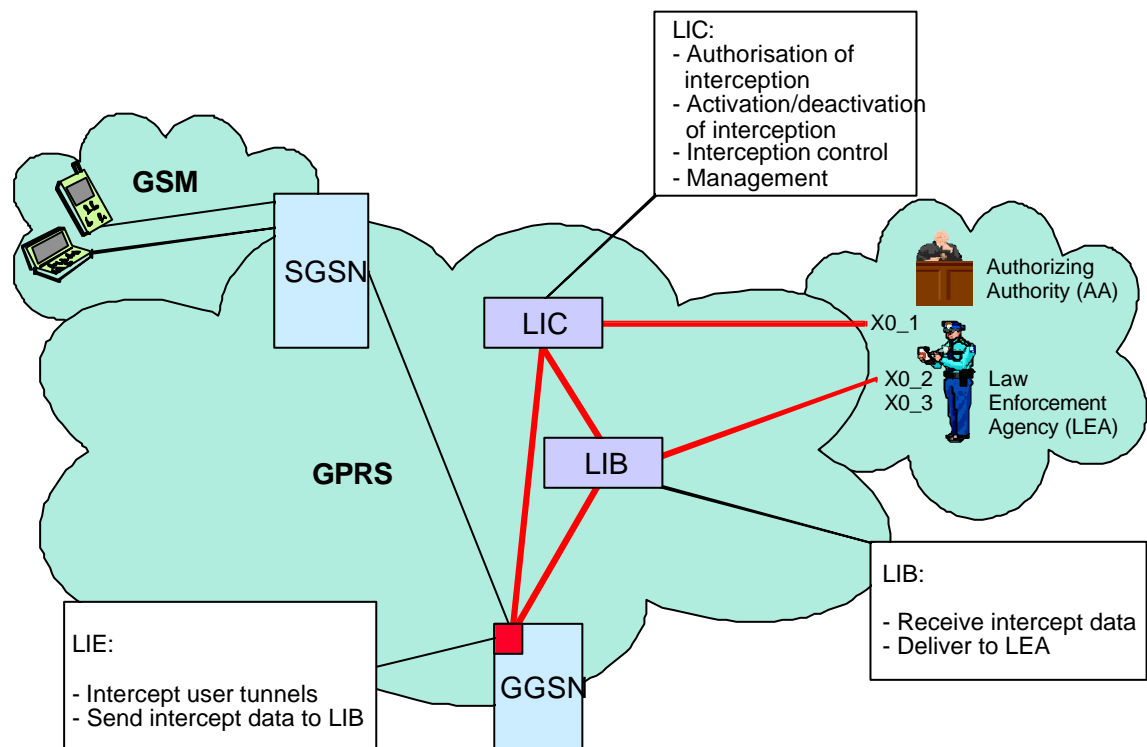 LIC:
- Authorisation of
interception
- Activation/deactivation
of interception
- Interception control
- Management
GSM
SGSN
LIC
X0_1
Authorizing
Authority (AA)
X0_2
X0_3
Law
Enforcement
Agency (LEA)
LIB
GPRS
LIB:
- Receive intercept data
- Deliver to LEA
LIE:
- Intercept user tunnels
- Send intercept data to LIB
GGSN